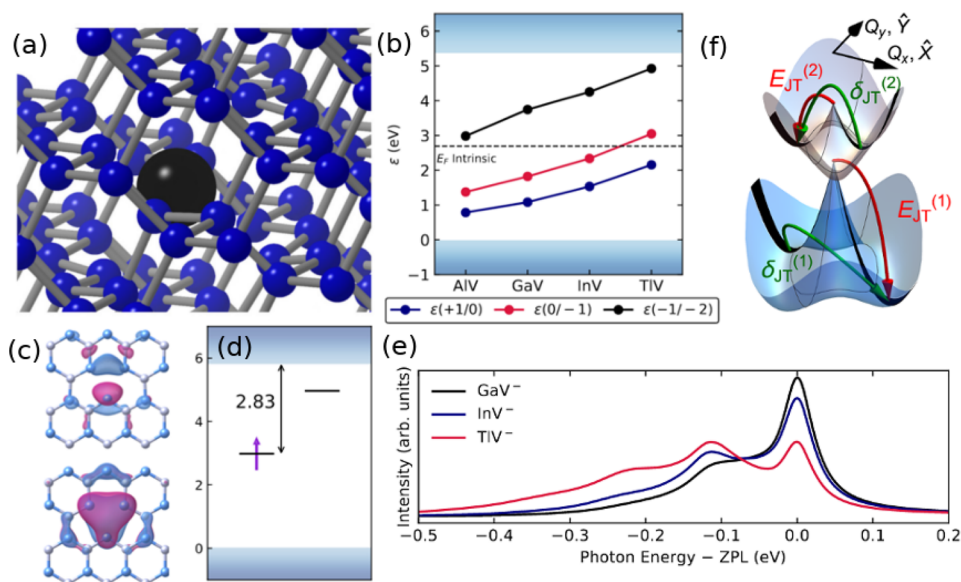 (a)
(b)
6
5
4
3
2
1
0
−1
ε (eV)
E_F Intrinsic
AlV GaV InV TlV
ε(+1/0) ε(0/−1) ε(−1/−2)
(f)
Q_y, Ŷ
Q_x, X̂
E_JT^(2)
δ_JT^(2)
E_JT^(1)
δ_JT^(1)
(c)
(d)
6
4
2
0
2.83
(e)
Intensity (arb. units)
GaV⁻
InV⁻
TlV⁻
−0.5 −0.4 −0.3 −0.2 −0.1 0.0 0.1 0.2
Photon Energy − ZPL (eV)